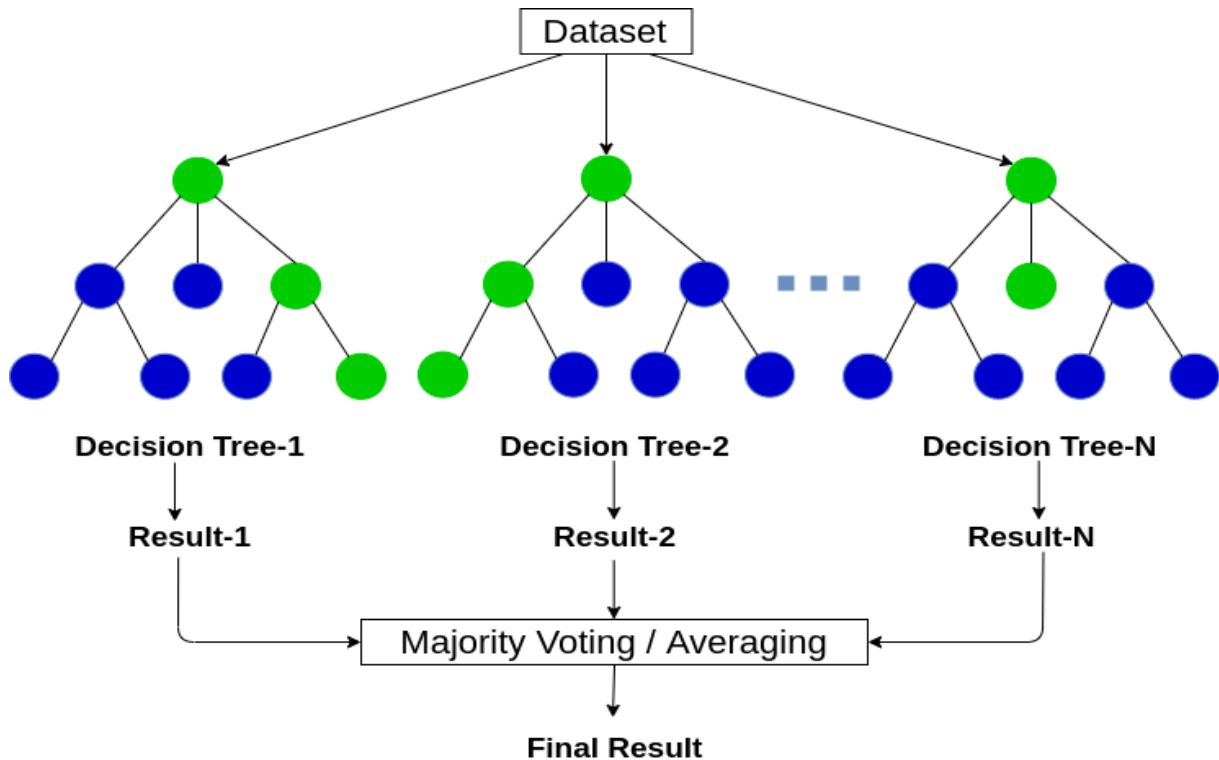 Dataset
Decision Tree-1
Decision Tree-2
Decision Tree-N
Result-1
Result-2
Result-N
Majority Voting / Averaging
Final Result